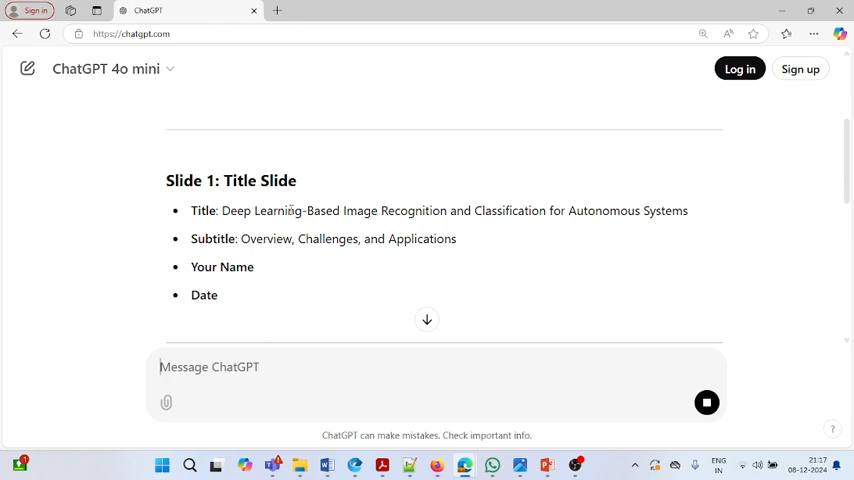 Sign in
ChatGPT
https://chatgpt.com
ChatGPT 4o mini
Log in
Sign up
Slide 1: Title Slide
Title: Deep Learning-Based Image Recognition and Classification for Autonomous Systems
Subtitle: Overview, Challenges, and Applications
Your Name
Date
Message ChatGPT
ChatGPT can make mistakes. Check important info.
?
ENG
IN
21:17
08-12-2024